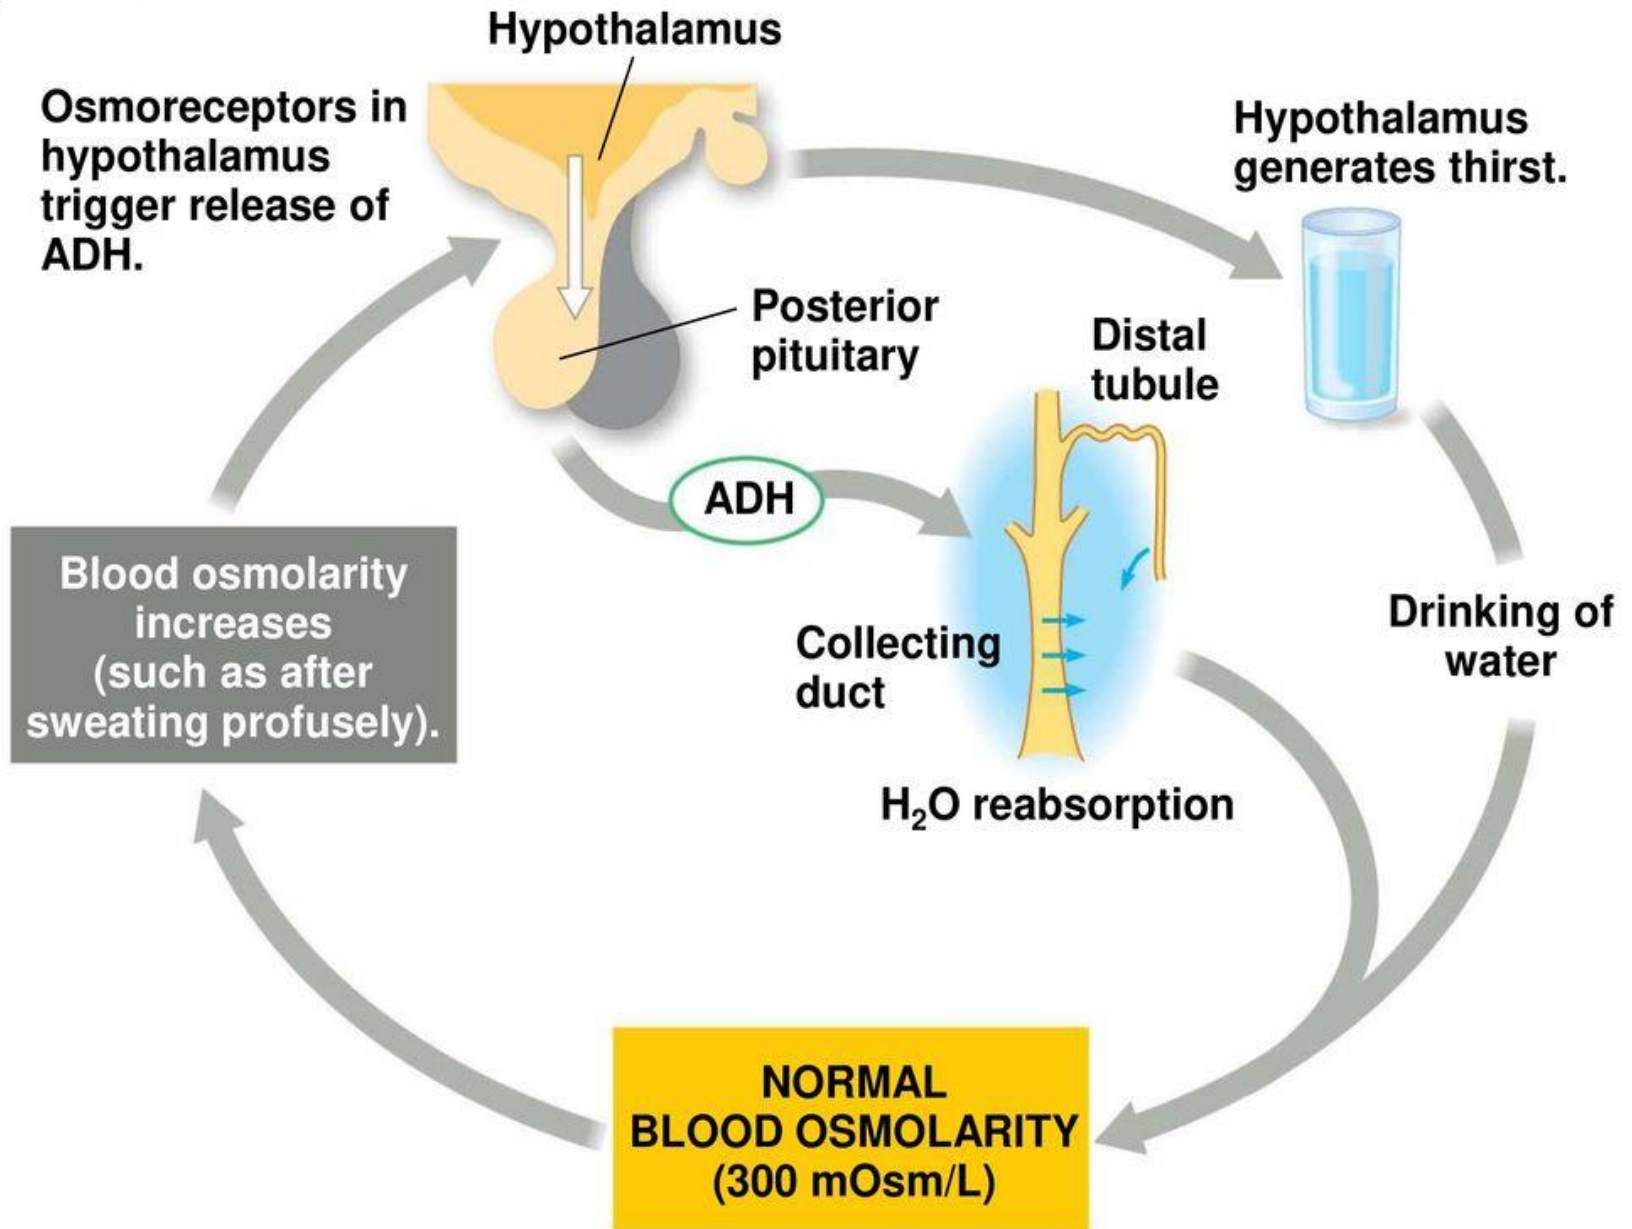 Hypothalamus
Osmoreceptors in
hypothalamus
trigger release of
ADH.
Hypothalamus
generates thirst.
Posterior
pituitary
Distal
tubule
ADH
Blood osmolarity
increases
(such as after
sweating profusely).
Collecting
duct
Drinking of
water
H₂O reabsorption
NORMAL
BLOOD OSMOLARITY
(300 mOsm/L)